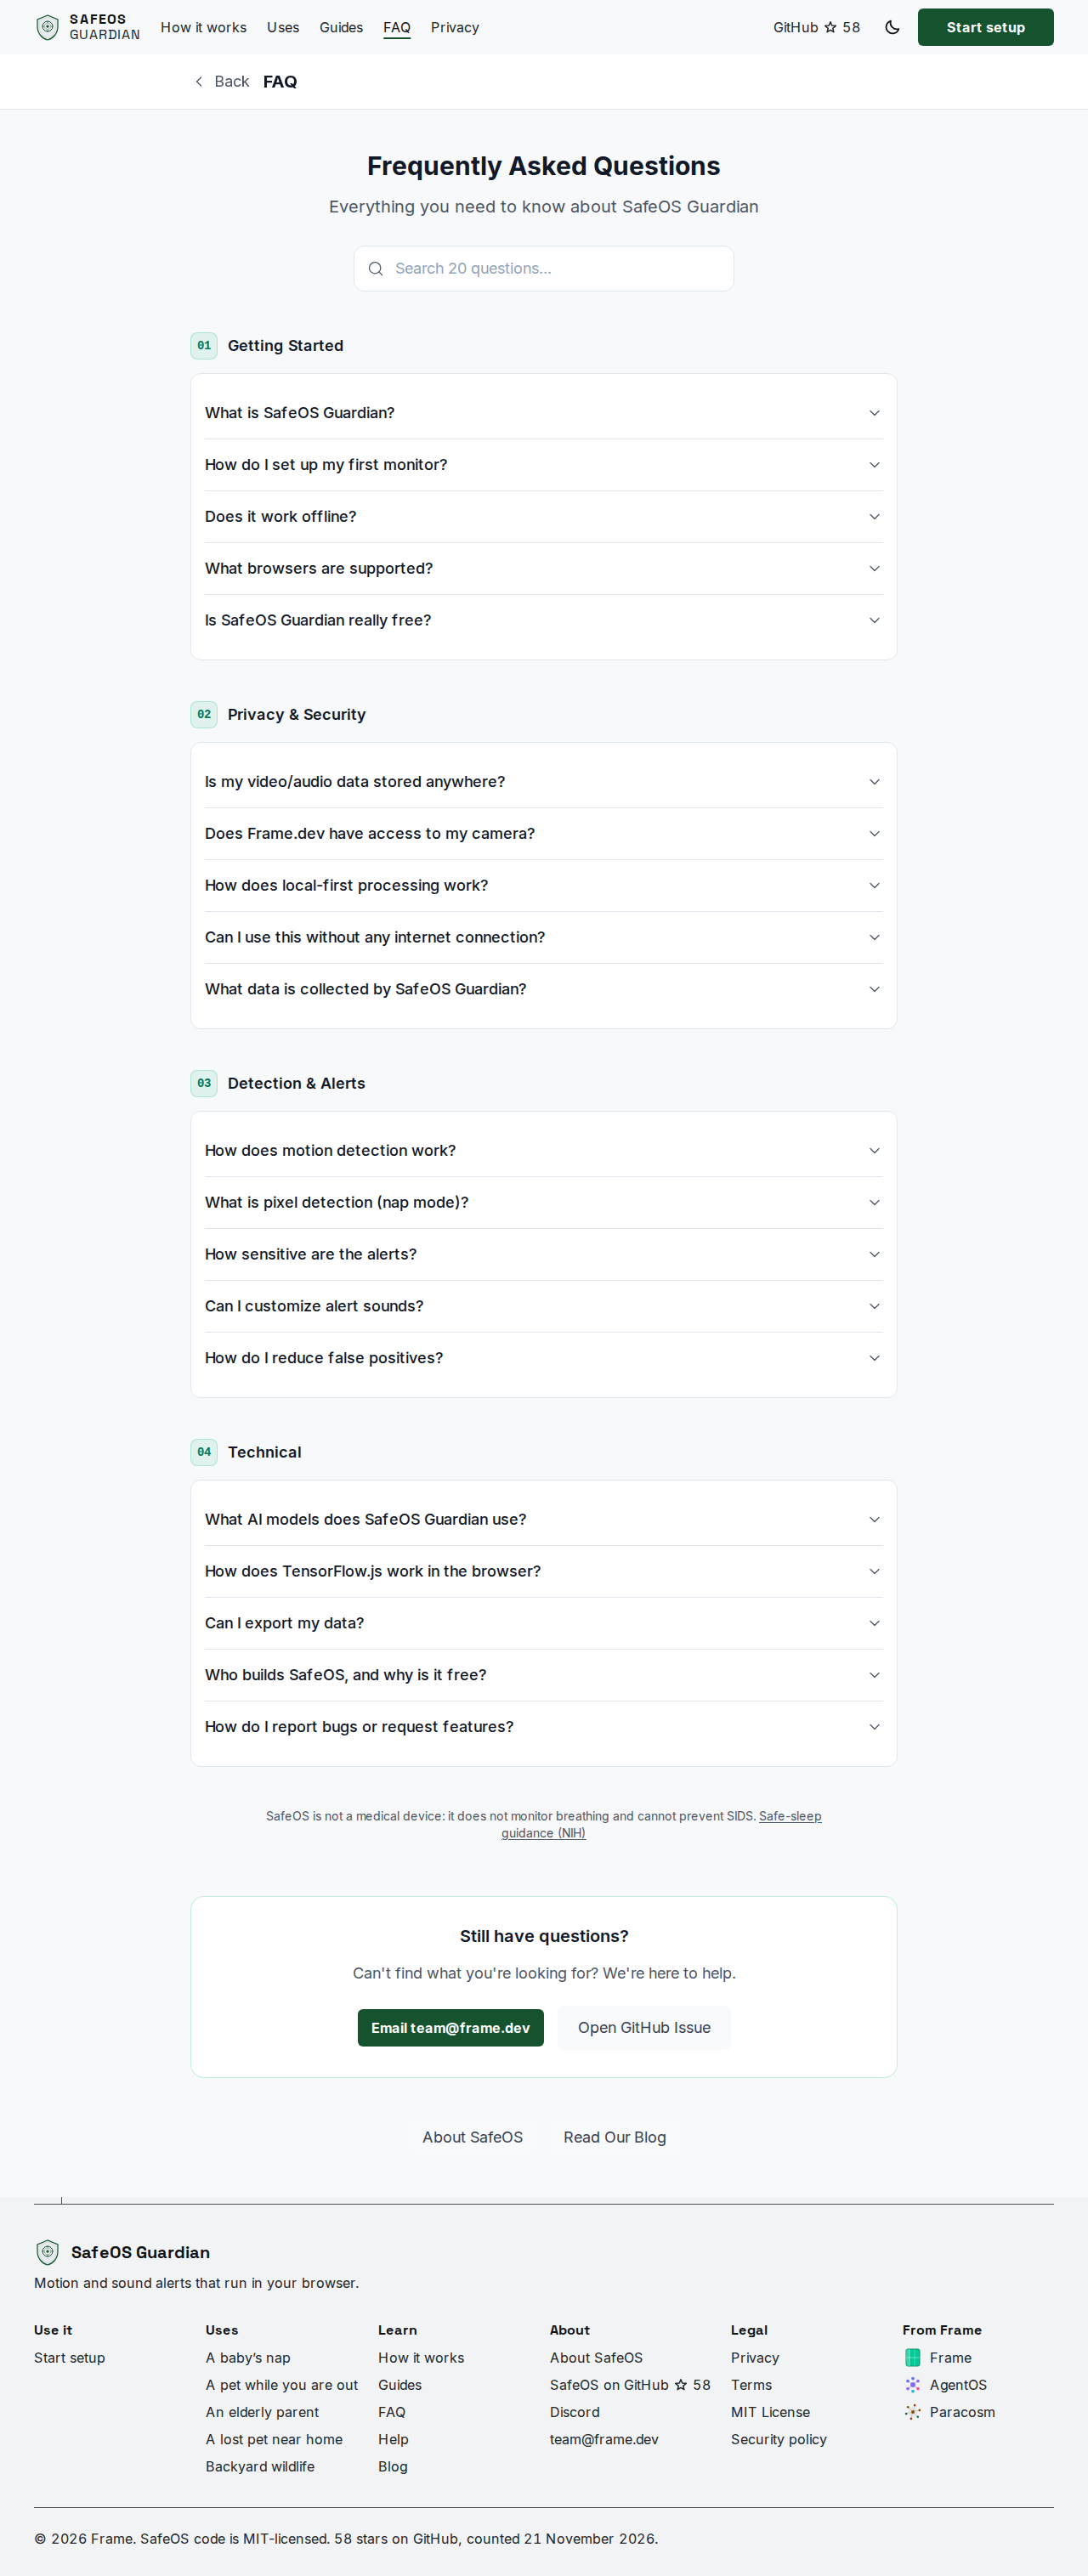 SAFEOS
GUARDIAN
How it works
Uses
Guides
FAQ
Privacy
GitHub ☆ 58
Start setup
Back
FAQ
Frequently Asked Questions
Everything you need to know about SafeOS Guardian
Search 20 questions...
01 Getting Started
What is SafeOS Guardian?
How do I set up my first monitor?
Does it work offline?
What browsers are supported?
Is SafeOS Guardian really free?
02 Privacy & Security
Is my video/audio data stored anywhere?
Does Frame.dev have access to my camera?
How does local-first processing work?
Can I use this without any internet connection?
What data is collected by SafeOS Guardian?
03 Detection & Alerts
How does motion detection work?
What is pixel detection (nap mode)?
How sensitive are the alerts?
Can I customize alert sounds?
How do I reduce false positives?
04 Technical
What AI models does SafeOS Guardian use?
How does TensorFlow.js work in the browser?
Can I export my data?
Who builds SafeOS, and why is it free?
How do I report bugs or request features?
SafeOS is not a medical device: it does not monitor breathing and cannot prevent SIDS. Safe-sleep
guidance (NIH)
Still have questions?
Can't find what you're looking for? We're here to help.
Email team@frame.dev
Open GitHub Issue
About SafeOS
Read Our Blog
SafeOS Guardian
Motion and sound alerts that run in your browser.
Use it
Start setup
Uses
A baby’s nap
A pet while you are out
An elderly parent
A lost pet near home
Backyard wildlife
Learn
How it works
Guides
FAQ
Help
Blog
About
About SafeOS
SafeOS on GitHub ☆ 58
Discord
team@frame.dev
Legal
Privacy
Terms
MIT License
Security policy
From Frame
Frame
AgentOS
Paracosm
© 2026 Frame. SafeOS code is MIT-licensed. 58 stars on GitHub, counted 21 November 2026.